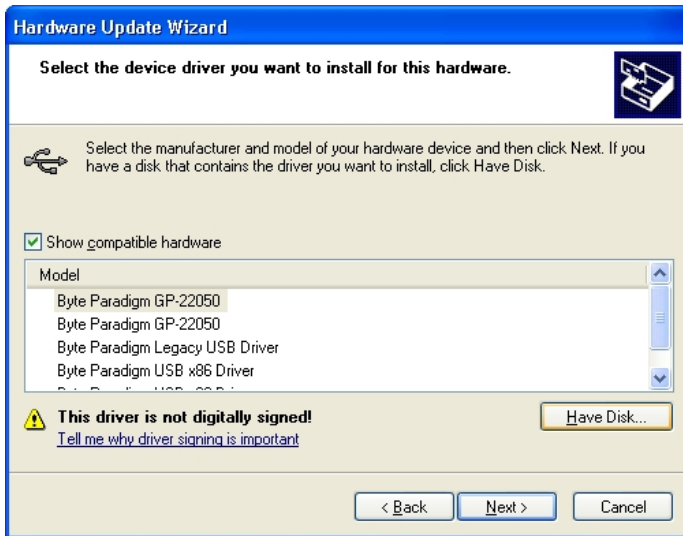 Hardware Update Wizard
Select the device driver you want to install for this hardware.
Select the manufacturer and model of your hardware device and then click Next. If you
have a disk that contains the driver you want to install, click Have Disk.
Show compatible hardware
Model
Byte Paradigm GP-22050
Byte Paradigm GP-22050
Byte Paradigm Legacy USB Driver
Byte Paradigm USB x86 Driver
This driver is not digitally signed!
Have Disk...
Tell me why driver signing is important
< Back
Next >
Cancel